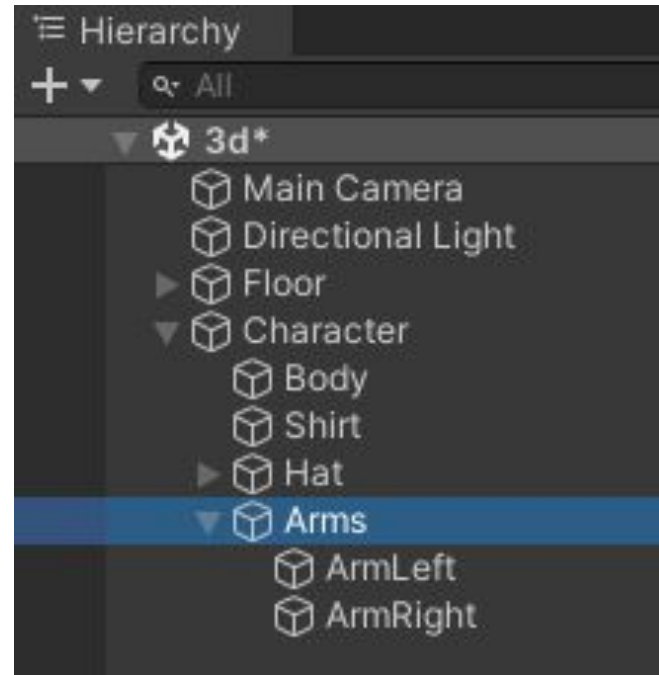 Hierarchy
All
3d*
Main Camera
Directional Light
Floor
Character
Body
Shirt
Hat
Arms
ArmLeft
ArmRight